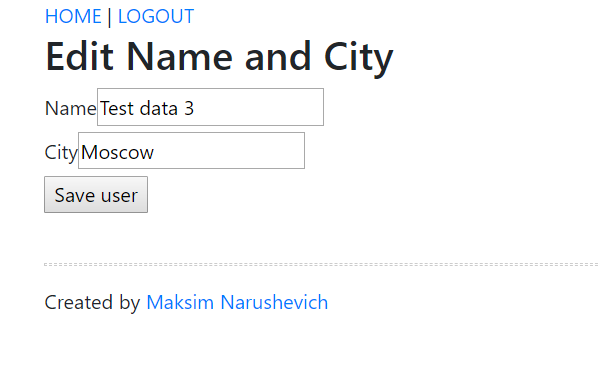 HOME | LOGOUT
Edit Name and City
Name Test data 3
City Moscow
Save user
Created by Maksim Narushevich